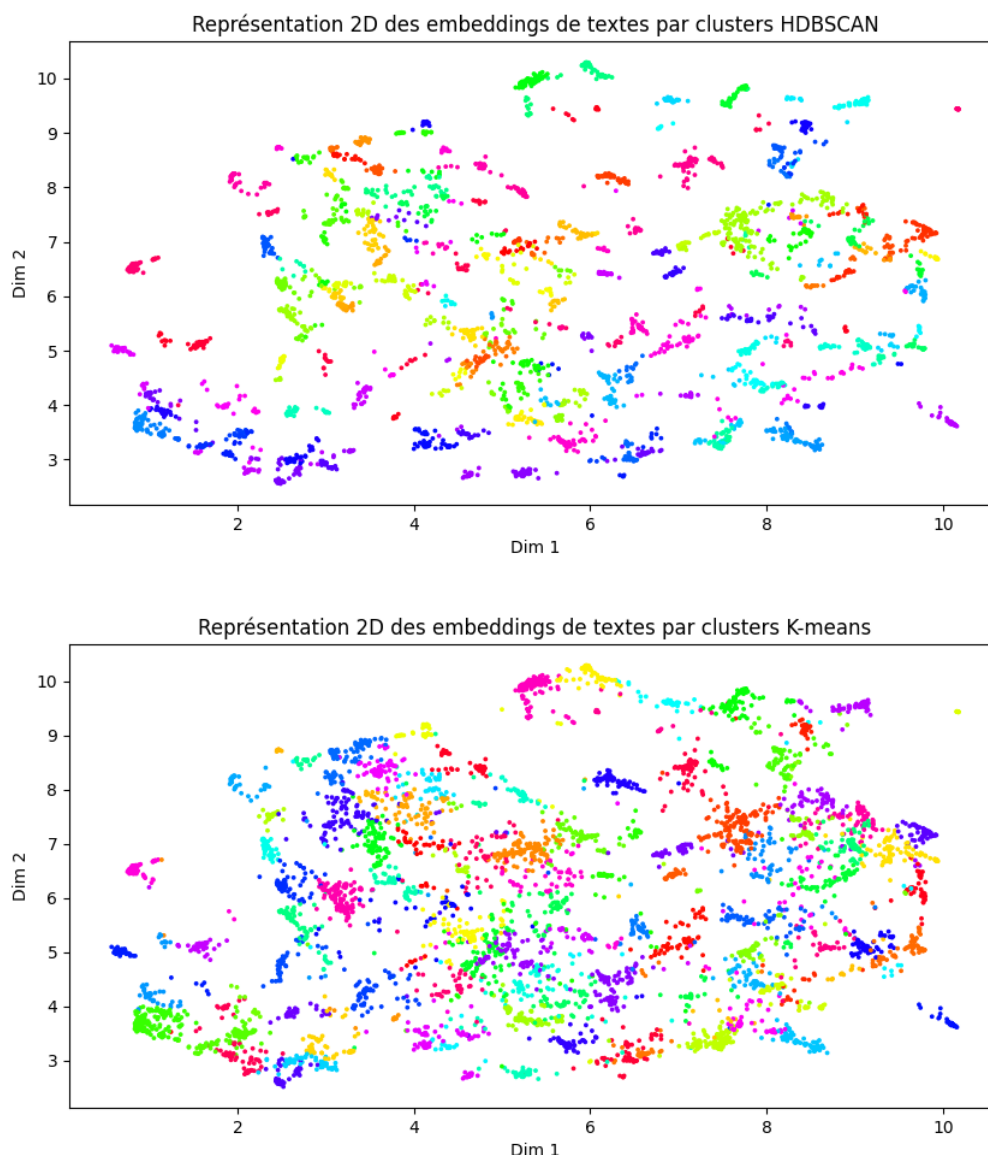 Représentation 2D des embeddings de textes par clusters HDBSCAN
10
9
8
7
6
5
4
3
Dim 2
2 4 6 8 10
Dim 1
Représentation 2D des embeddings de textes par clusters K-means
10
9
8
7
6
5
4
3
Dim 2
2 4 6 8 10
Dim 1